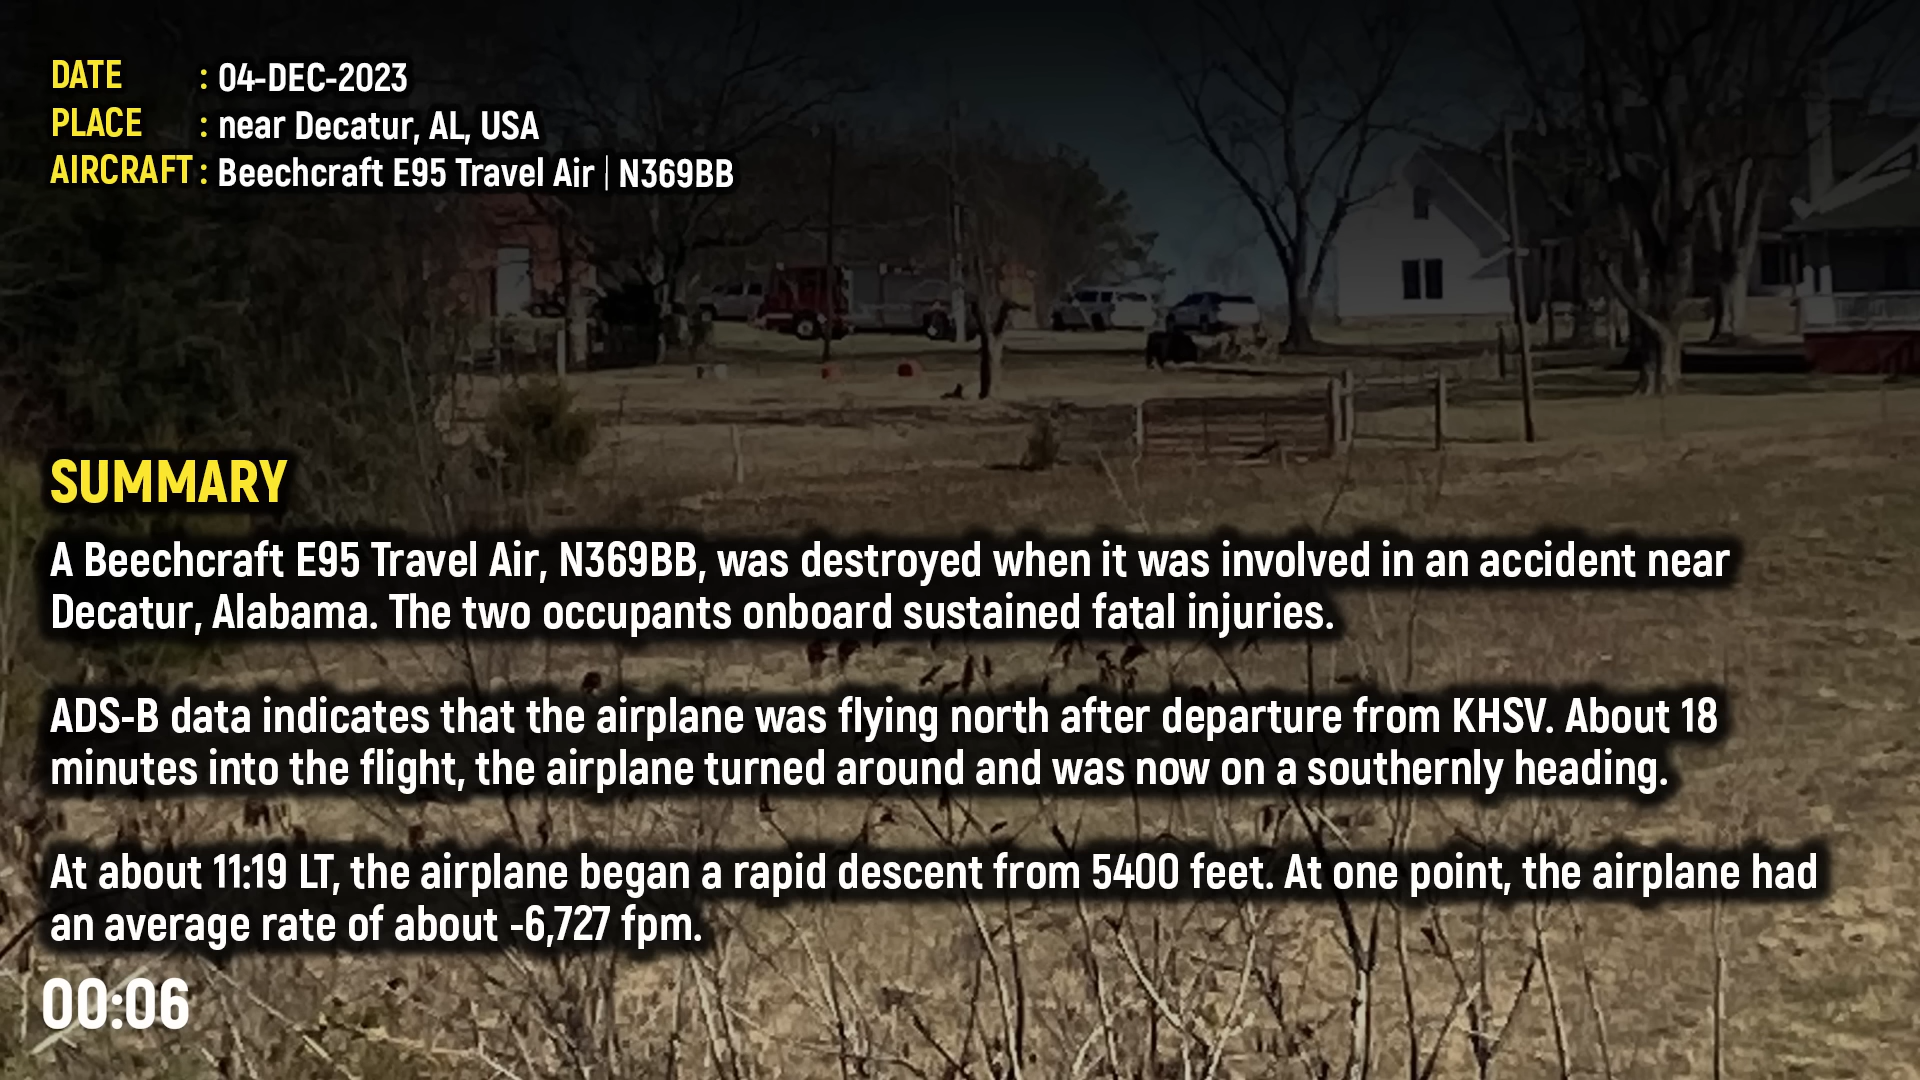 DATE : 04-DEC-2023
PLACE : near Decatur, AL, USA
AIRCRAFT : Beechcraft E95 Travel Air | N369BB
SUMMARY
A Beechcraft E95 Travel Air, N369BB, was destroyed when it was involved in an accident near
Decatur, Alabama. The two occupants onboard sustained fatal injuries.
ADS-B data indicates that the airplane was flying north after departure from KHSV. About 18
minutes into the flight, the airplane turned around and was now on a southernly heading.
At about 11:19 LT, the airplane began a rapid descent from 5400 feet. At one point, the airplane had
an average rate of about -6,727 fpm.
00:06